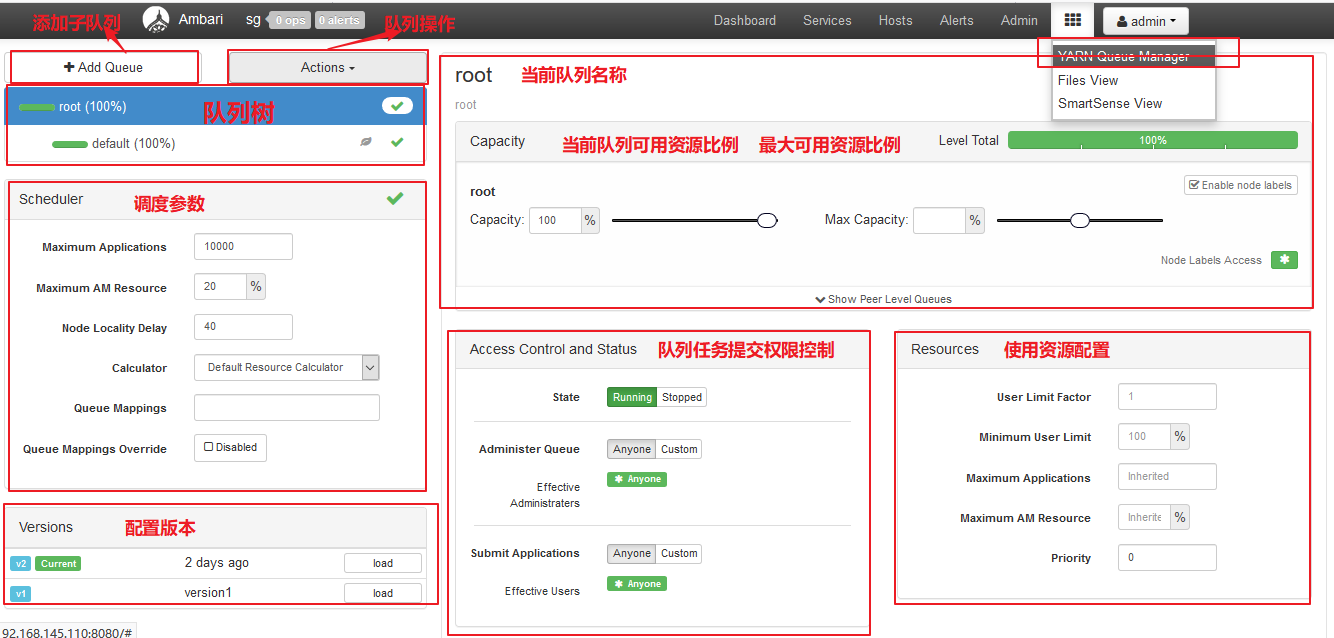 添加子队列
Ambari
sg
0 ops
0 alerts
队列操作
Dashboard
Services
Hosts
Alerts
Admin
admin
YARN Queue Manager
Files View
SmartSense View
Add Queue
Actions
root (100%)
队列树
default (100%)
root
当前队列名称
root
Capacity
当前队列可用资源比例
最大可用资源比例
Level Total
100%
root
Enable node labels
Capacity:
100
%
Max Capacity:
%
Node Labels Access
Show Peer Level Queues
Scheduler
调度参数
Maximum Applications
10000
Maximum AM Resource
20
%
Node Locality Delay
40
Calculator
Default Resource Calculator
Queue Mappings
Queue Mappings Override
Disabled
Versions
配置版本
v2
Current
2 days ago
load
v1
version1
load
Access Control and Status
队列任务提交权限控制
State
Running
Stopped
Administer Queue
Anyone
Custom
Effective
Administraters
Anyone
Submit Applications
Anyone
Custom
Effective Users
Anyone
Resources
使用资源配置
User Limit Factor
1
Minimum User Limit
100
%
Maximum Applications
Inherited
Maximum AM Resource
Inherite
%
Priority
0
92.168.145.110:8080/#